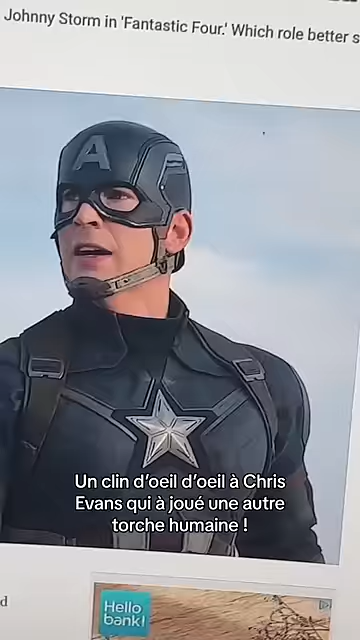 Johnny Storm in 'Fantastic Four.' Which role better s
A
Un clin d'oeil d'oeil à Chris
Evans qui à joué une autre
torche humaine !
d
Hello
bank!